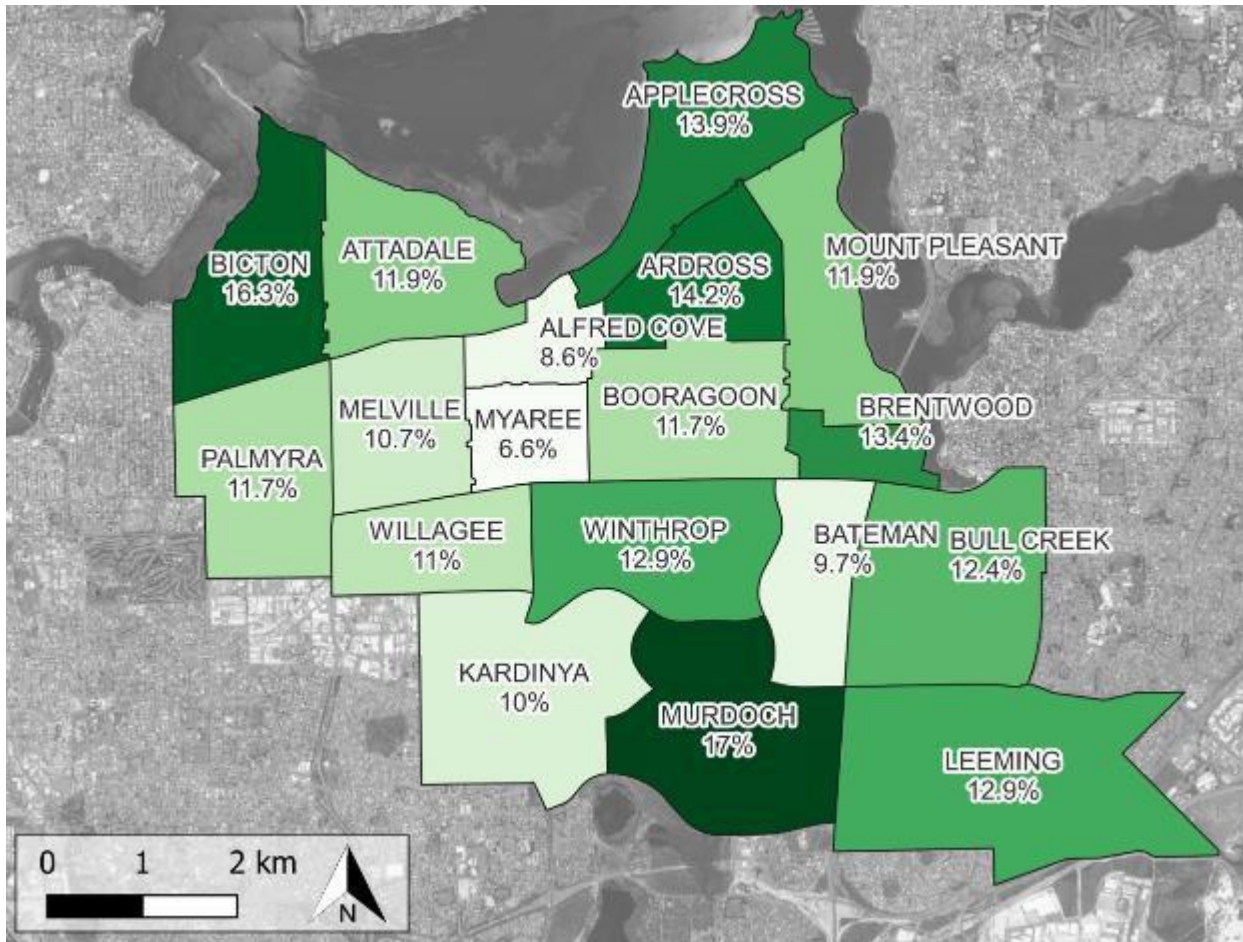 APPLECROSS
13.9%
BICTON
16.3%
ATTADALE
11.9%
ARDROSS
14.2%
MOUNT PLEASANT
11.9%
ALFRED COVE
8.6%
MELVILLE
10.7%
MYAREE
6.6%
BOORAGOON
11.7%
BRENTWOOD
13.4%
PALMYRA
11.7%
WILLAGEE
11%
WINTHROP
12.9%
BATEMAN
9.7%
BULL CREEK
12.4%
KARDINYA
10%
MURDOCH
17%
LEEMING
12.9%
0 1 2 km
N